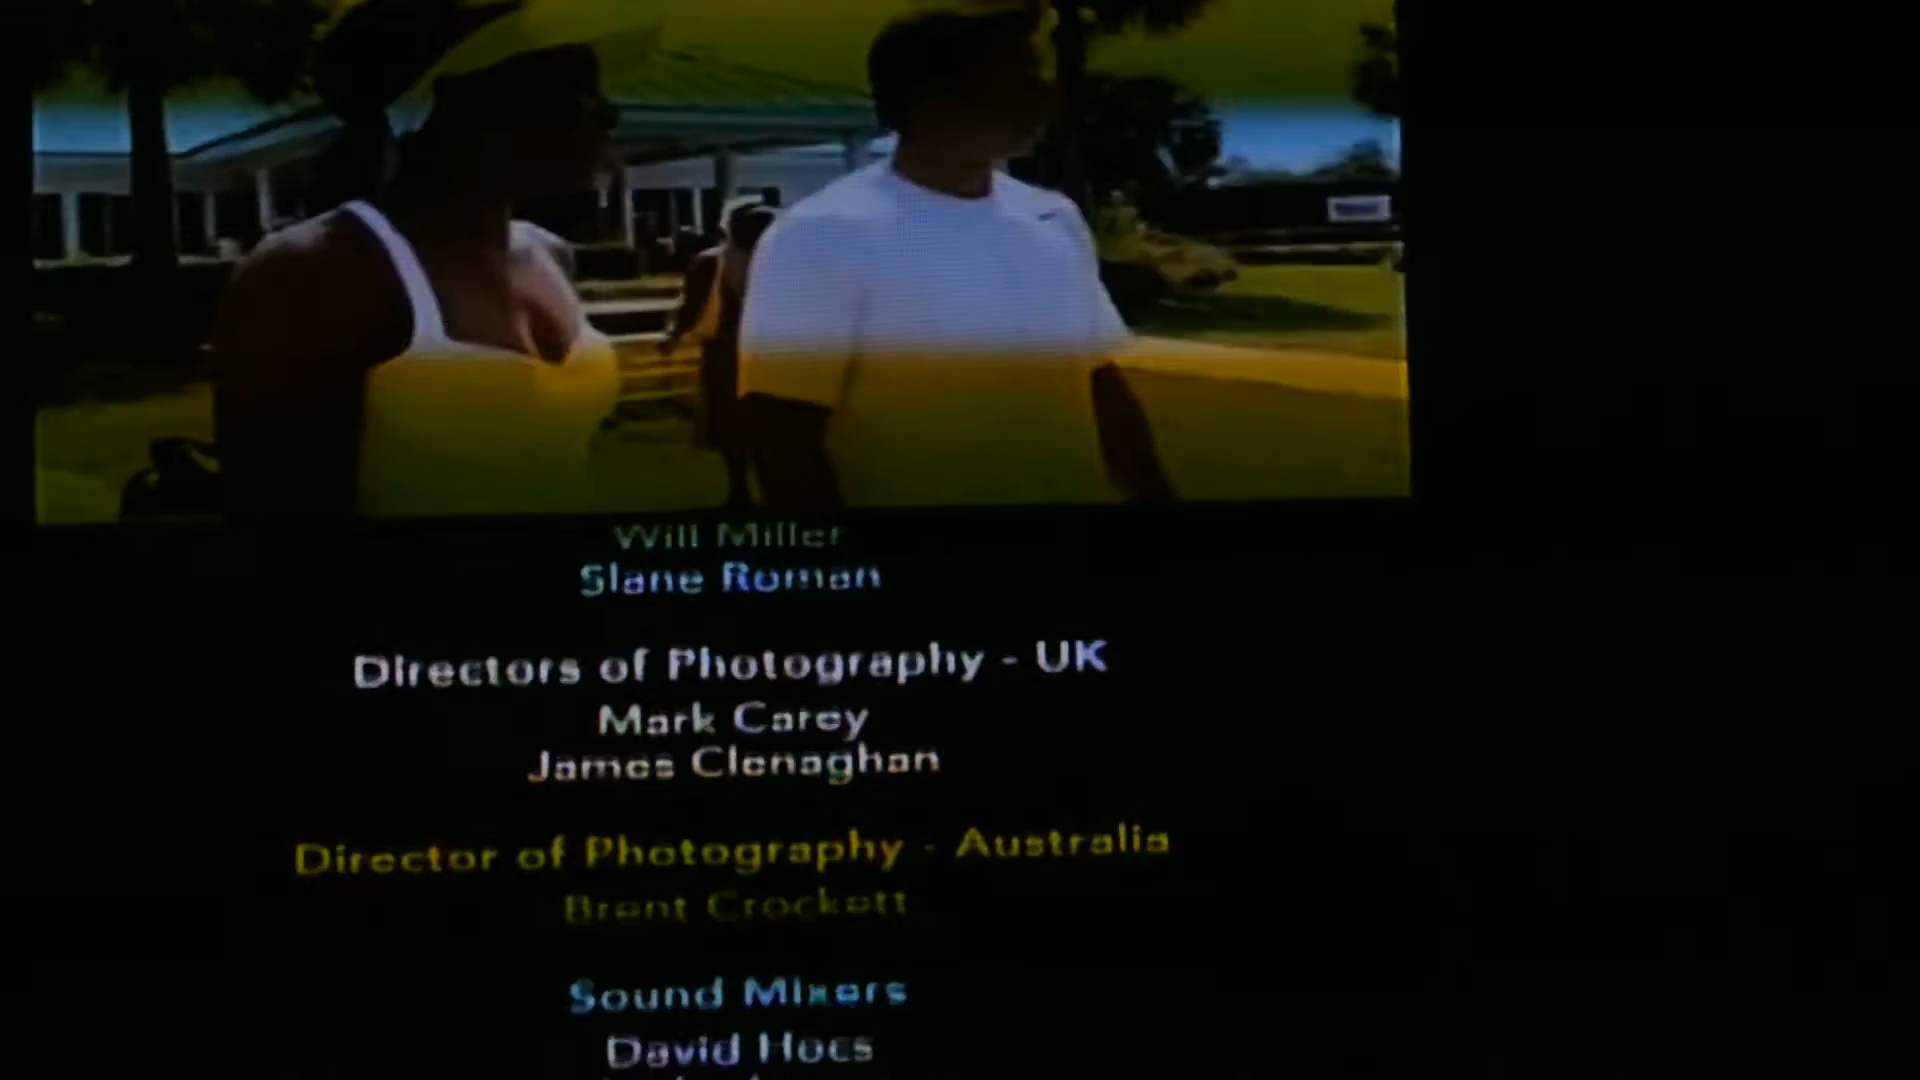 Will Miller
Slane Roman
Directors of Photography - UK
Mark Carey
James Clenaghan
Director of Photography - Australia
Brent Crockett
Sound Mixers
David Hocs